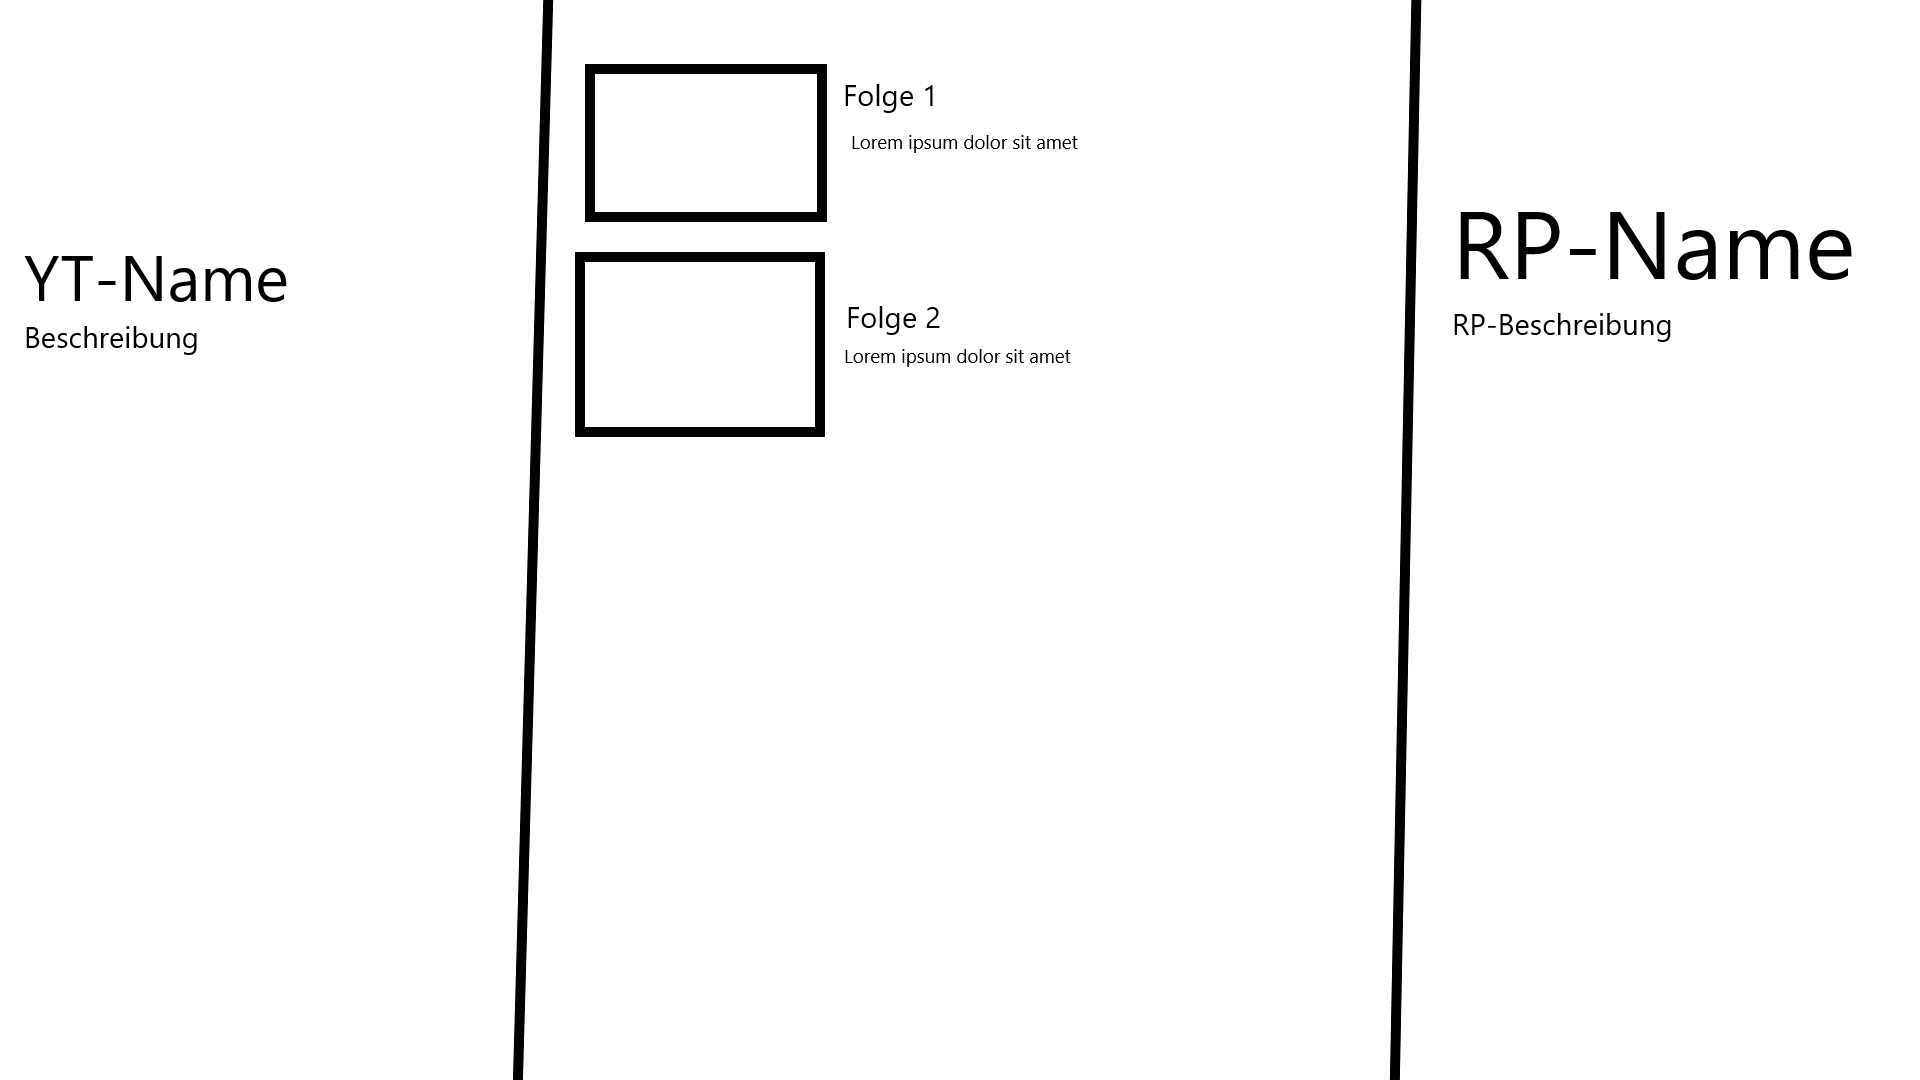 YT-Name
Beschreibung
Folge 1
Lorem ipsum dolor sit amet
Folge 2
Lorem ipsum dolor sit amet
RP-Name
RP-Beschreibung